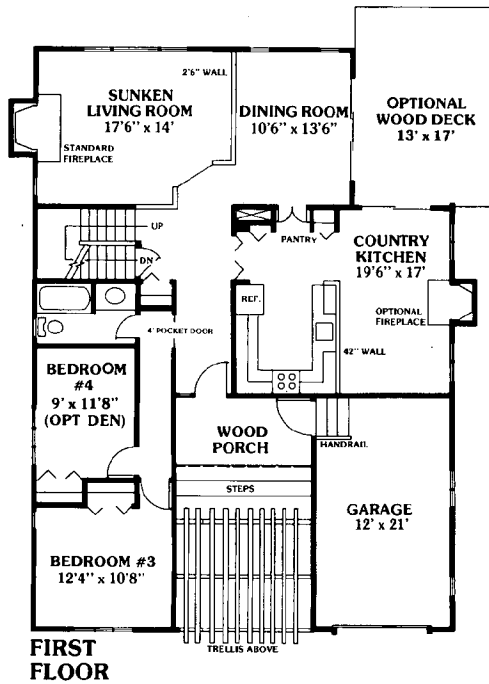 2'6" WALL
SUNKEN
LIVING ROOM
17'6" x 14'
STANDARD
FIREPLACE
DINING ROOM
10'6" x 13'6"
OPTIONAL
WOOD DECK
13' x 17'
UP
DN
PANTRY
COUNTRY
KITCHEN
19'6" x 17'
REF.
OPTIONAL
FIREPLACE
4' POCKET DOOR
42" WALL
BEDROOM
#4
9' x 11'8"
(OPT DEN)
WOOD
PORCH
HANDRAIL
STEPS
GARAGE
12' x 21'
BEDROOM #3
12'4" x 10'8"
TRELLIS ABOVE
FIRST
FLOOR